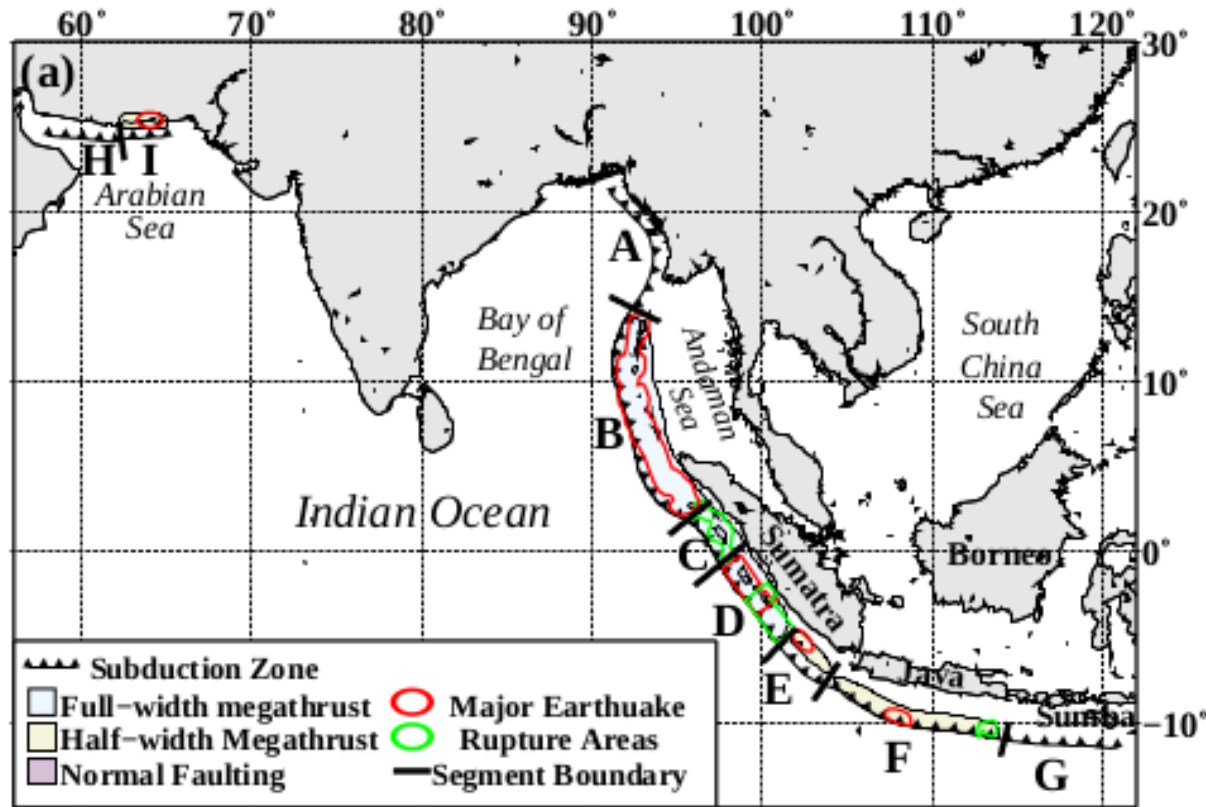 60° 70° 80° 90° 100° 110° 120°
30°
(a)
H I
Arabian
Sea
20°
A
Bay of
Bengal
Andaman
Sea
South
China
Sea
10°
B
Indian Ocean
C
Sumatra
Borneo
0°
D
E
Java
Sumba
−10°
F
G
Subduction Zone
Full−width megathrust
Major Earthuake
Half−width Megathrust
Rupture Areas
Normal Faulting
Segment Boundary